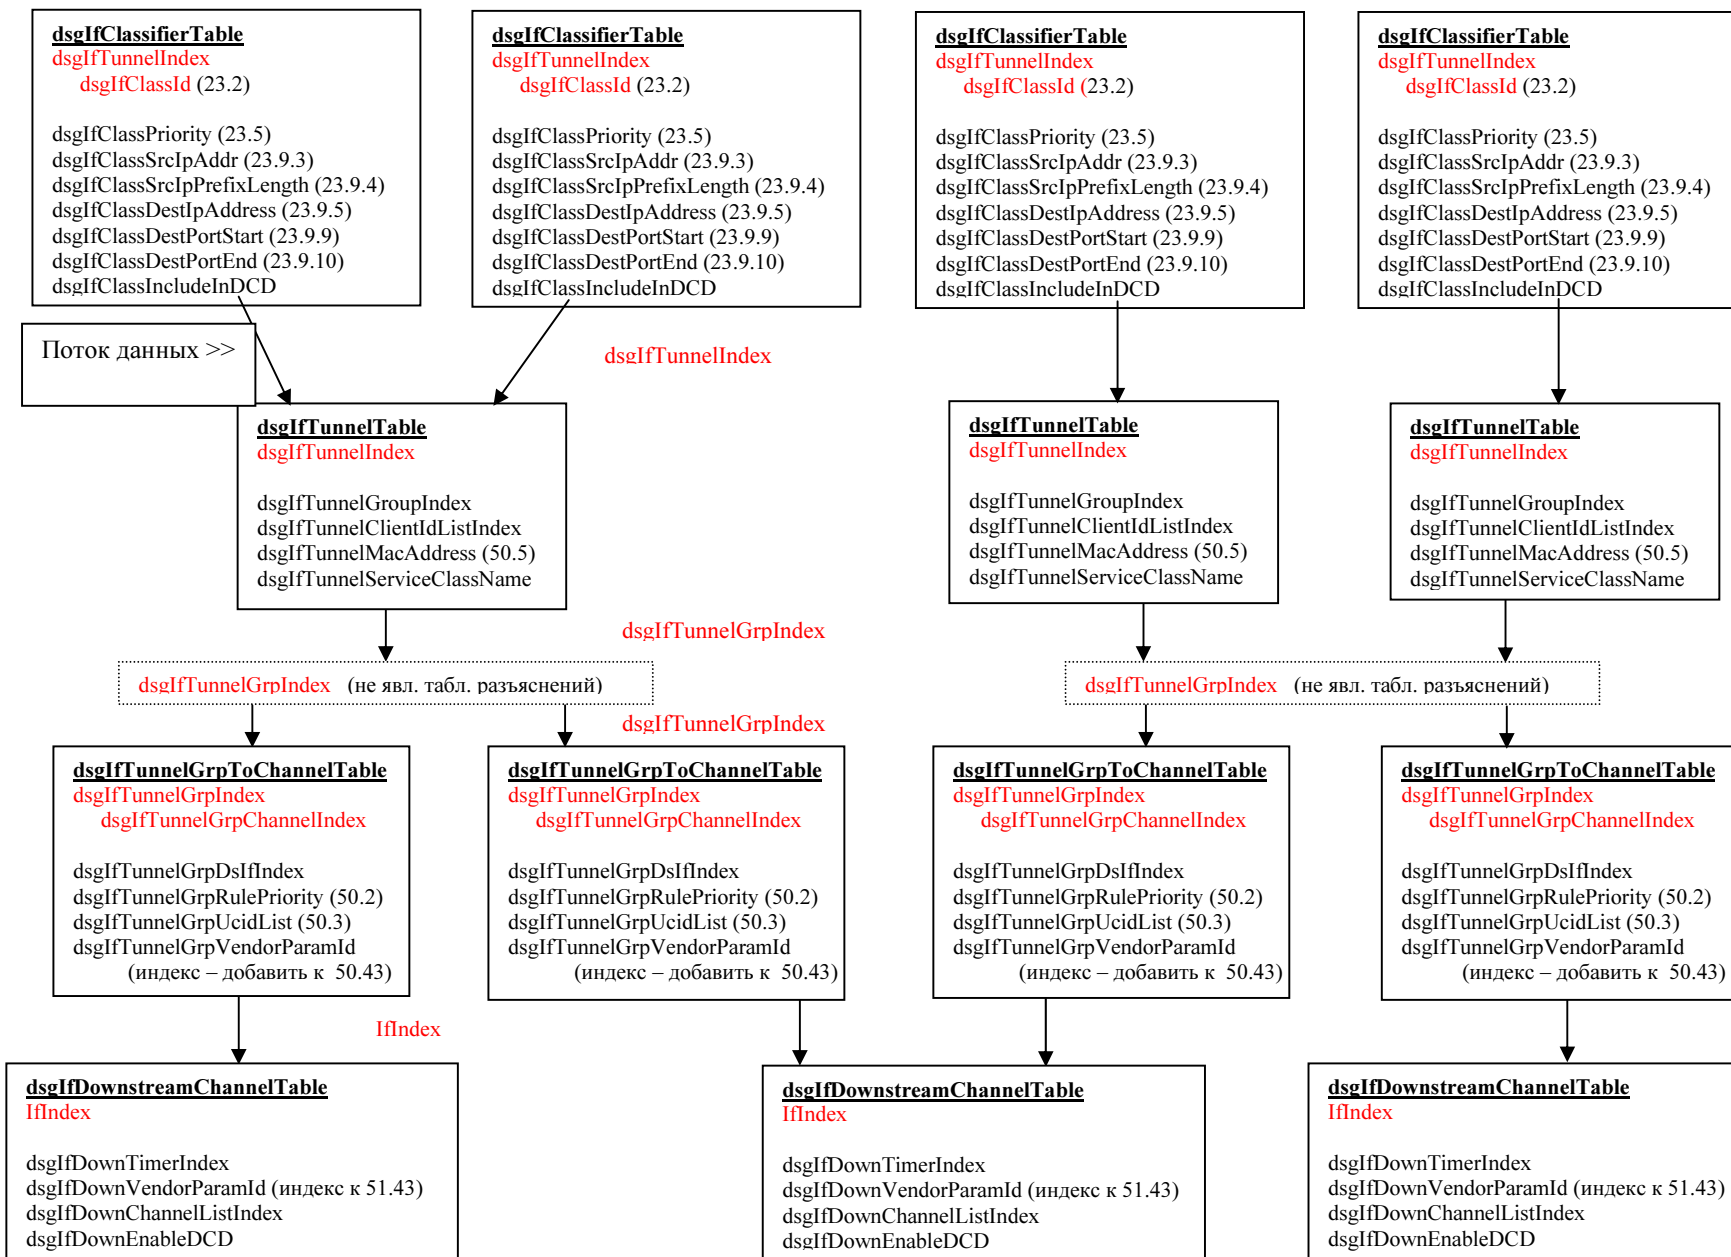 dsgIfClassifierTable
dsgIfTunnelIndex
dsgIfClassId (23.2)
dsgIfClassPriority (23.5)
dsgIfClassSrcIpAddr (23.9.3)
dsgIfClassSrcIpPrefixLength (23.9.4)
dsgIfClassDestIpAddress (23.9.5)
dsgIfClassDestPortStart (23.9.9)
dsgIfClassDestPortEnd (23.9.10)
dsgIfClassIncludeInDCD
dsgIfClassifierTable
dsgIfTunnelIndex
dsgIfClassId (23.2)
dsgIfClassPriority (23.5)
dsgIfClassSrcIpAddr (23.9.3)
dsgIfClassSrcIpPrefixLength (23.9.4)
dsgIfClassDestIpAddress (23.9.5)
dsgIfClassDestPortStart (23.9.9)
dsgIfClassDestPortEnd (23.9.10)
dsgIfClassIncludeInDCD
dsgIfClassifierTable
dsgIfTunnelIndex
dsgIfClassId (23.2)
dsgIfClassPriority (23.5)
dsgIfClassSrcIpAddr (23.9.3)
dsgIfClassSrcIpPrefixLength (23.9.4)
dsgIfClassDestIpAddress (23.9.5)
dsgIfClassDestPortStart (23.9.9)
dsgIfClassDestPortEnd (23.9.10)
dsgIfClassIncludeInDCD
dsgIfClassifierTable
dsgIfTunnelIndex
dsgIfClassId (23.2)
dsgIfClassPriority (23.5)
dsgIfClassSrcIpAddr (23.9.3)
dsgIfClassSrcIpPrefixLength (23.9.4)
dsgIfClassDestIpAddress (23.9.5)
dsgIfClassDestPortStart (23.9.9)
dsgIfClassDestPortEnd (23.9.10)
dsgIfClassIncludeInDCD
Поток данных >>
dsgIfTunnelIndex
dsgIfTunnelTable
dsgIfTunnelIndex
dsgIfTunnelGroupIndex
dsgIfTunnelClientIdListIndex
dsgIfTunnelMacAddress (50.5)
dsgIfTunnelServiceClassName
dsgIfTunnelTable
dsgIfTunnelIndex
dsgIfTunnelGroupIndex
dsgIfTunnelClientIdListIndex
dsgIfTunnelMacAddress (50.5)
dsgIfTunnelServiceClassName
dsgIfTunnelTable
dsgIfTunnelIndex
dsgIfTunnelGroupIndex
dsgIfTunnelClientIdListIndex
dsgIfTunnelMacAddress (50.5)
dsgIfTunnelServiceClassName
dsgIfTunnelGrpIndex
dsgIfTunnelGrpIndex (не явл. табл. разъяснений)
dsgIfTunnelGrpIndex (не явл. табл. разъяснений)
dsgIfTunnelGrpIndex
dsgIfTunnelGrpToChannelTable
dsgIfTunnelGrpIndex
dsgIfTunnelGrpChannelIndex
dsgIfTunnelGrpDsIfIndex
dsgIfTunnelGrpRulePriority (50.2)
dsgIfTunnelGrpUcidList (50.3)
dsgIfTunnelGrpVendorParamId
(индекс – добавить к 50.43)
dsgIfTunnelGrpToChannelTable
dsgIfTunnelGrpIndex
dsgIfTunnelGrpChannelIndex
dsgIfTunnelGrpDsIfIndex
dsgIfTunnelGrpRulePriority (50.2)
dsgIfTunnelGrpUcidList (50.3)
dsgIfTunnelGrpVendorParamId
(индекс – добавить к 50.43)
dsgIfTunnelGrpToChannelTable
dsgIfTunnelGrpIndex
dsgIfTunnelGrpChannelIndex
dsgIfTunnelGrpDsIfIndex
dsgIfTunnelGrpRulePriority (50.2)
dsgIfTunnelGrpUcidList (50.3)
dsgIfTunnelGrpVendorParamId
(индекс – добавить к 50.43)
dsgIfTunnelGrpToChannelTable
dsgIfTunnelGrpIndex
dsgIfTunnelGrpChannelIndex
dsgIfTunnelGrpDsIfIndex
dsgIfTunnelGrpRulePriority (50.2)
dsgIfTunnelGrpUcidList (50.3)
dsgIfTunnelGrpVendorParamId
(индекс – добавить к 50.43)
IfIndex
dsgIfDownstreamChannelTable
IfIndex
dsgIfDownTimerIndex
dsgIfDownVendorParamId (индекс к 51.43)
dsgIfDownChannelListIndex
dsgIfDownEnableDCD
dsgIfDownstreamChannelTable
IfIndex
dsgIfDownTimerIndex
dsgIfDownVendorParamId (индекс к 51.43)
dsgIfDownChannelListIndex
dsgIfDownEnableDCD
dsgIfDownstreamChannelTable
IfIndex
dsgIfDownTimerIndex
dsgIfDownVendorParamId (индекс к 51.43)
dsgIfDownChannelListIndex
dsgIfDownEnableDCD